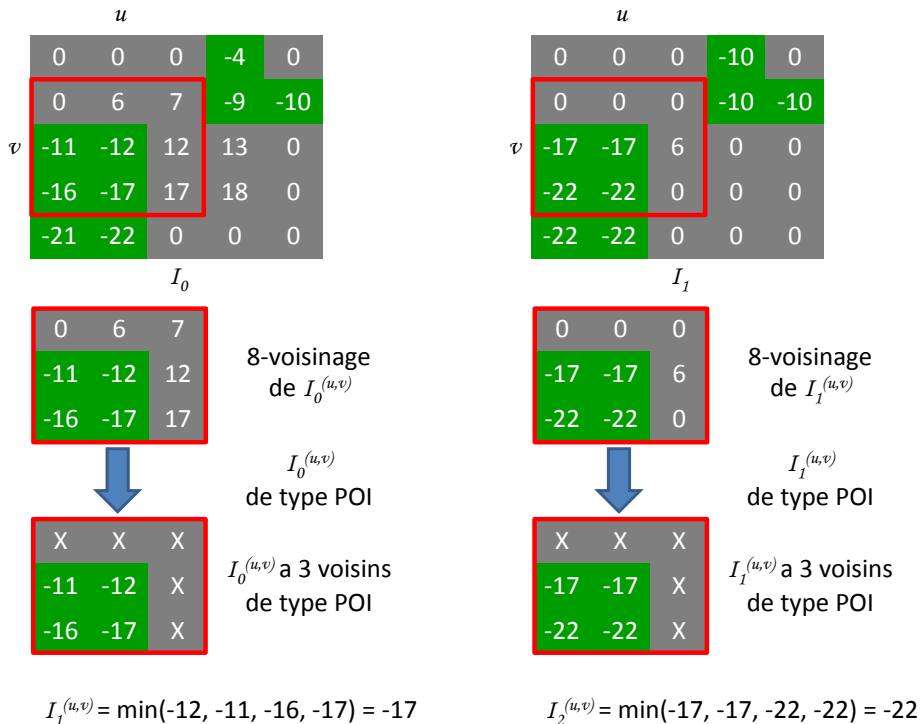 u u
0 0 0 -4 0 0 0 0 -10 0
0 6 7 -9 -10 0 0 0 -10 -10
v -11 -12 12 13 0 v -17 -17 6 0 0
-16 -17 17 18 0 -22 -22 0 0 0
-21 -22 0 0 0 -22 -22 0 0 0
I0 I1
0 6 7 0 0 0
8-voisinage 8-voisinage
-11 -12 12 -17 -17 6
de I0(u,v) de I1(u,v)
-16 -17 17 -22 -22 0
I0(u,v) I1(u,v)
de type POI de type POI
X X X X X X
I0(u,v) a 3 voisins I1(u,v) a 3 voisins
-11 -12 X -17 -17 X
de type POI de type POI
-16 -17 X -22 -22 X
I1(u,v) = min(-12, -11, -16, -17) = -17 I2(u,v) = min(-17, -17, -22, -22) = -22